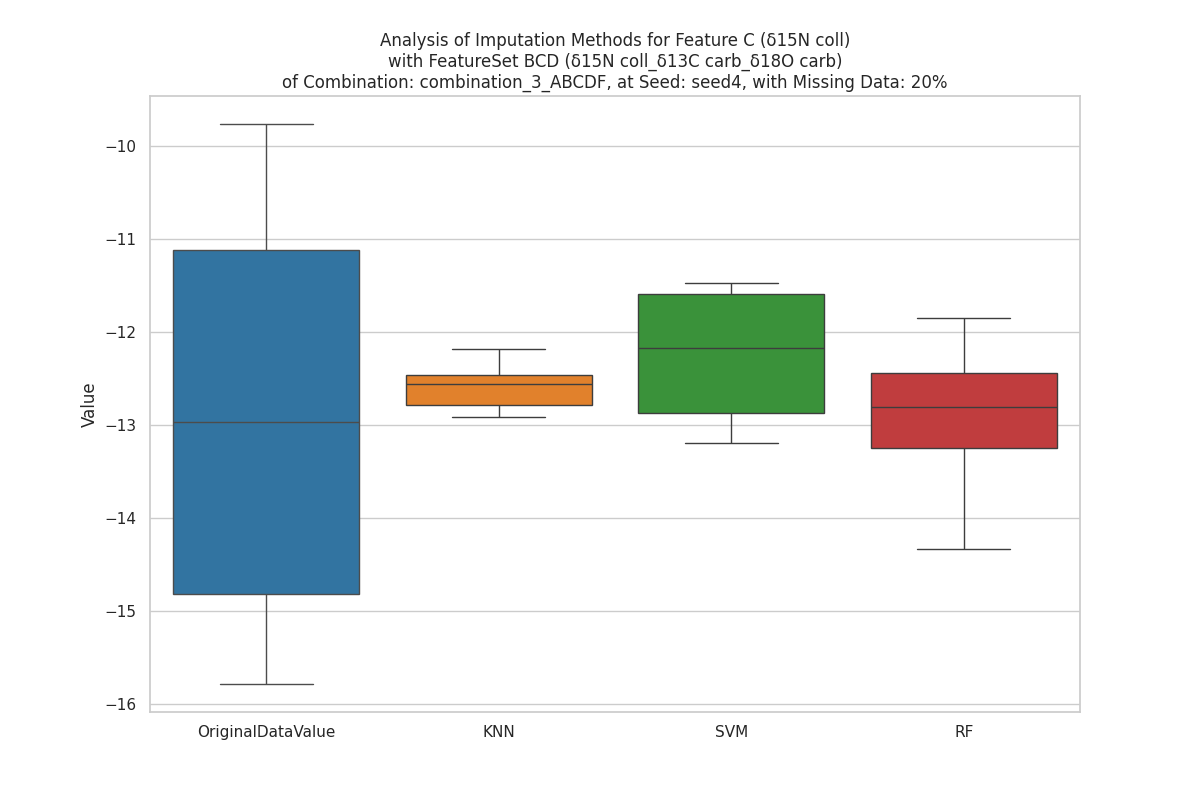 Analysis of Imputation Methods for Feature C (δ15N coll)
with FeatureSet BCD (δ15N coll_δ13C carb_δ18O carb)
of Combination: combination_3_ABCDF, at Seed: seed4, with Missing Data: 20%
Value
−10
−11
−12
−13
−14
−15
−16
OriginalDataValue
KNN
SVM
RF